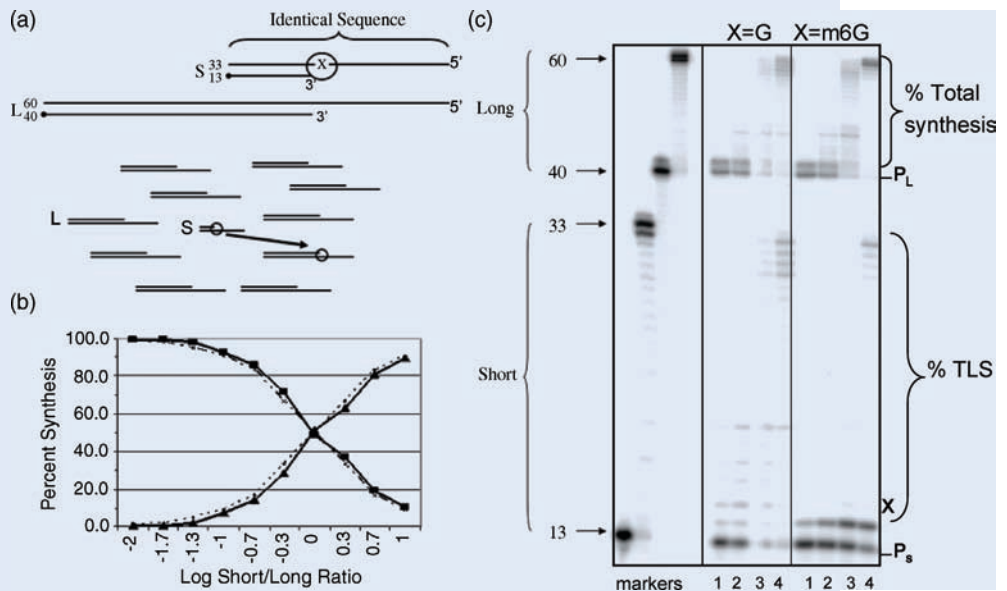 (a)
Identical Sequence
S 33 X 5'
13 3'
L 60 5'
40 3'
L
S
(b)
Percent Synthesis
100.0
80.0
60.0
40.0
20.0
0.0
-2 -1.7 -1.3 -1 -0.7 -0.3 0 0.3 0.7 1
Log Short/Long Ratio
(c)
X=G X=m6G
60
Long
40
33
Short
13
% Total
synthesis
PL
% TLS
X
Ps
markers 1 2 3 4 1 2 3 4